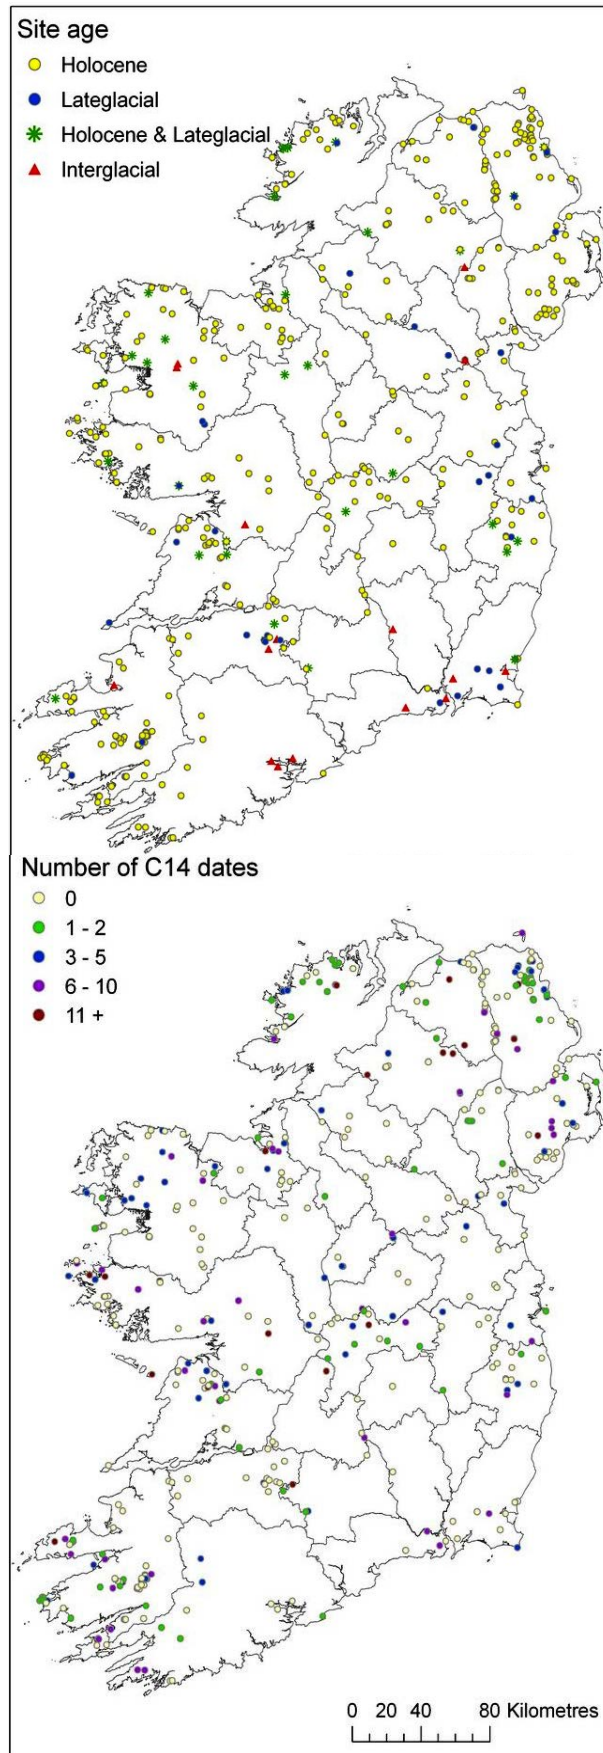 Site age
Holocene
Lateglacial
Holocene & Lateglacial
Interglacial
Number of C14 dates
0
1 - 2
3 - 5
6 - 10
11 +
0 20 40 80 Kilometres